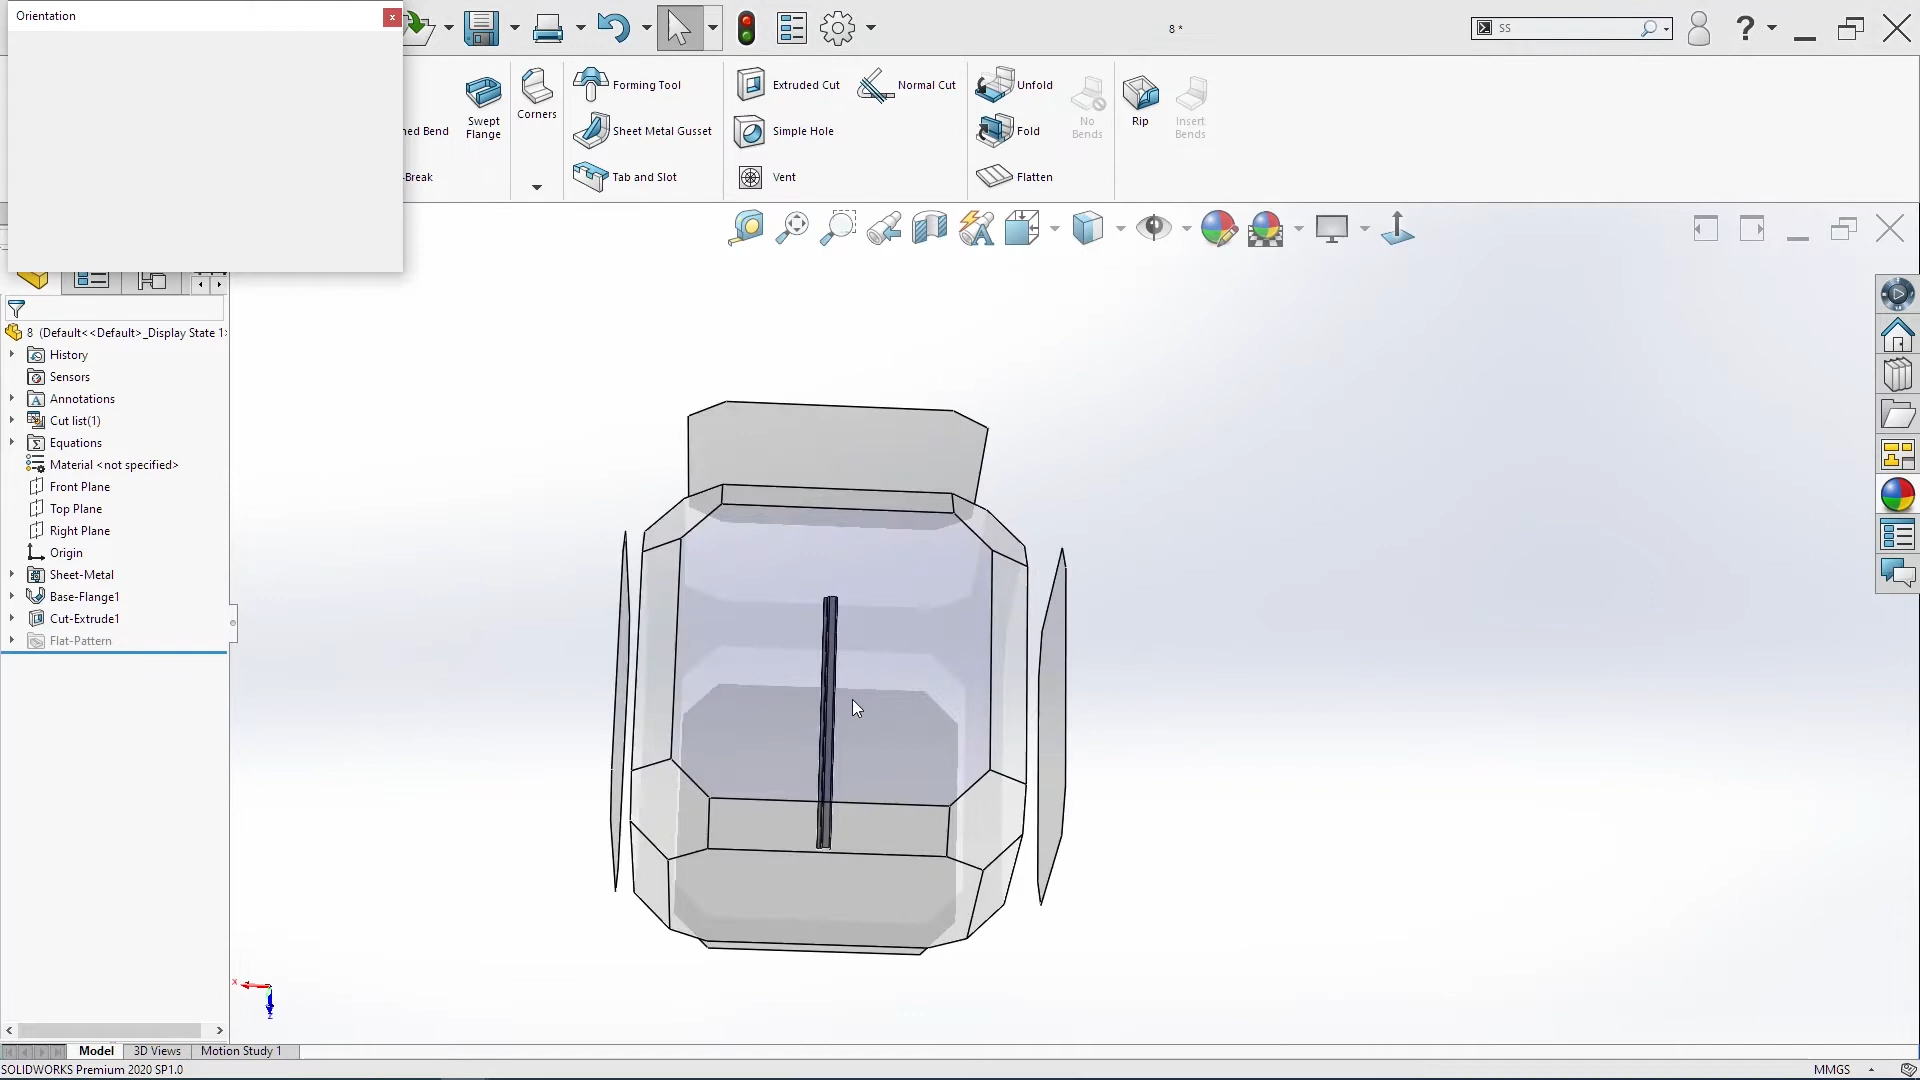 Orientation
8 *
ss
Swept
Flange
Corners
Forming Tool
Sheet Metal Gusset
Tab and Slot
Extruded Cut
Normal Cut
Simple Hole
Vent
Unfold
Fold
Flatten
No
Bends
Rip
Insert
Bends
ned Bend
-Break
8 (Default<<Default>_Display State 1>
History
Sensors
Annotations
Cut list(1)
Equations
Material <not specified>
Front Plane
Top Plane
Right Plane
Origin
Sheet-Metal
Base-Flange1
Cut-Extrude1
Flat-Pattern
x
z
Model
3D Views
Motion Study 1
SOLIDWORKS Premium 2020 SP1.0
MMGS